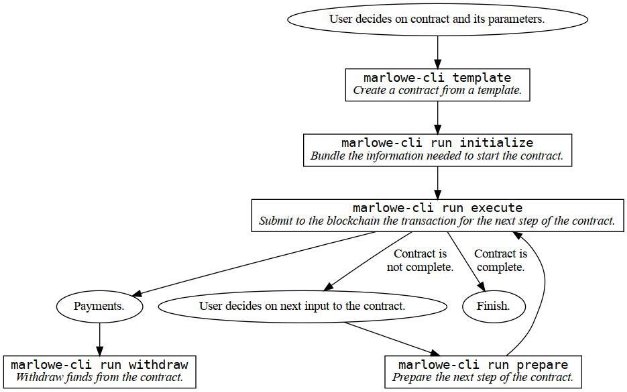 User decides on contract and its parameters.
marlowe-cli template
Create a contract from a template.
marlowe-cli run initialize
Bundle the information needed to start the contract.
marlowe-cli run execute
Submit to the blockchain the transaction for the next step of the contract.
Contract is
not complete.
Contract is
complete.
Payments.
User decides on next input to the contract.
Finish.
marlowe-cli run withdraw
Withdraw funds from the contract.
marlowe-cli run prepare
Prepare the next step of the contract.